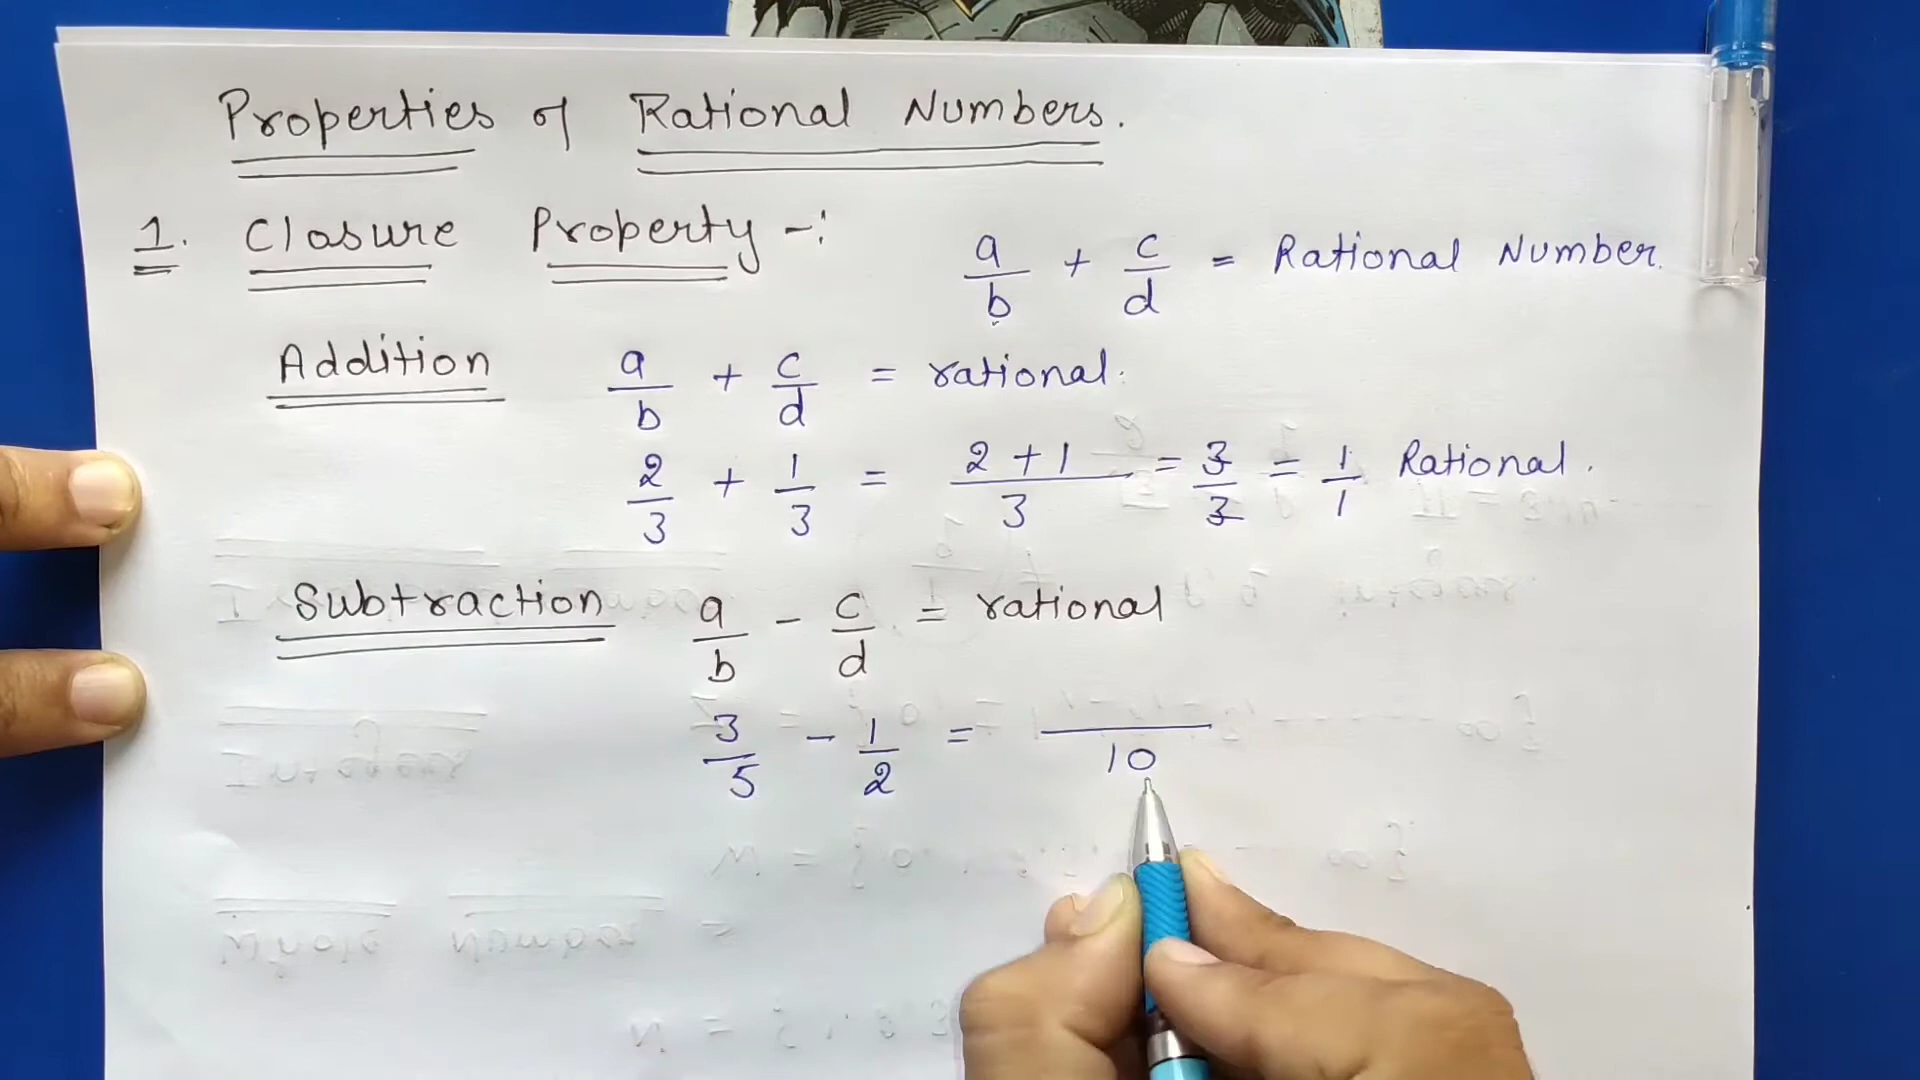 Properties of Rational Numbers.
1. Closure Property -:
a/b + c/d = Rational Number.
Addition a/b + c/d = rational.
2/3 + 1/3 = 2+1/3 = 3/3 = 1/1 Rational.
Subtraction a/b - c/d = rational
3/5 - 1/2 = /10